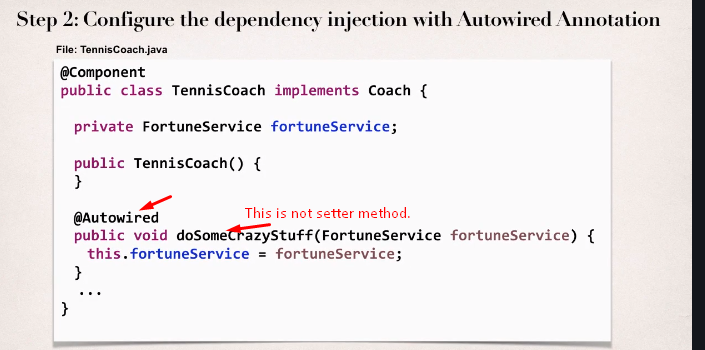 Step 2: Configure the dependency injection with Autowired Annotation
File: TennisCoach.java
@Component
public class TennisCoach implements Coach {
private FortuneService fortuneService;
public TennisCoach() {
}
@Autowired
This is not setter method.
public void doSomeCrazyStuff(FortuneService fortuneService) {
this.fortuneService = fortuneService;
}
...
}